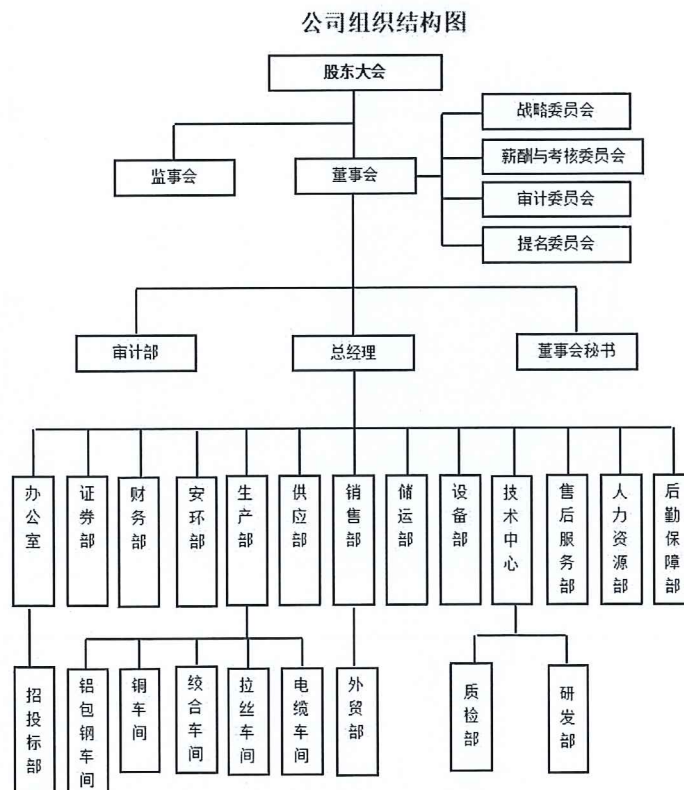 公司组织结构图
股东大会
战略委员会
监事会
董事会
薪酬与考核委员会
审计委员会
提名委员会
审计部
总经理
董事会秘书
办公室
证券部
财务部
安环部
生产部
供应部
销售部
储运部
设备部
技术中心
售后服务部
人力资源部
后勤保障部
招投标部
铝包钢车间
铜车间
绞合车间
拉丝车间
电缆车间
外贸部
质检部
研发部